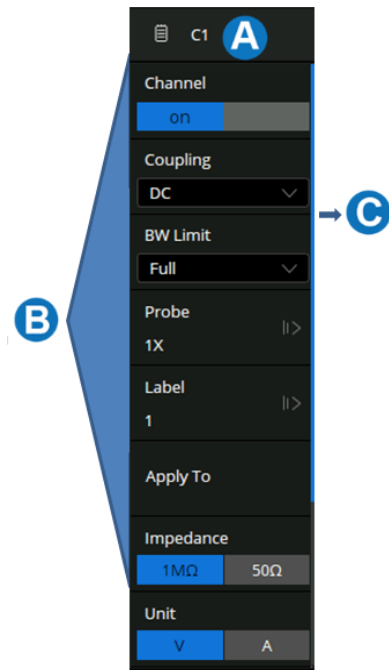 C1 A
Channel
on
Coupling
DC
C
BW Limit
Full
B
Probe
1X
Label
1
Apply To
Impedance
1MΩ 50Ω
Unit
V A